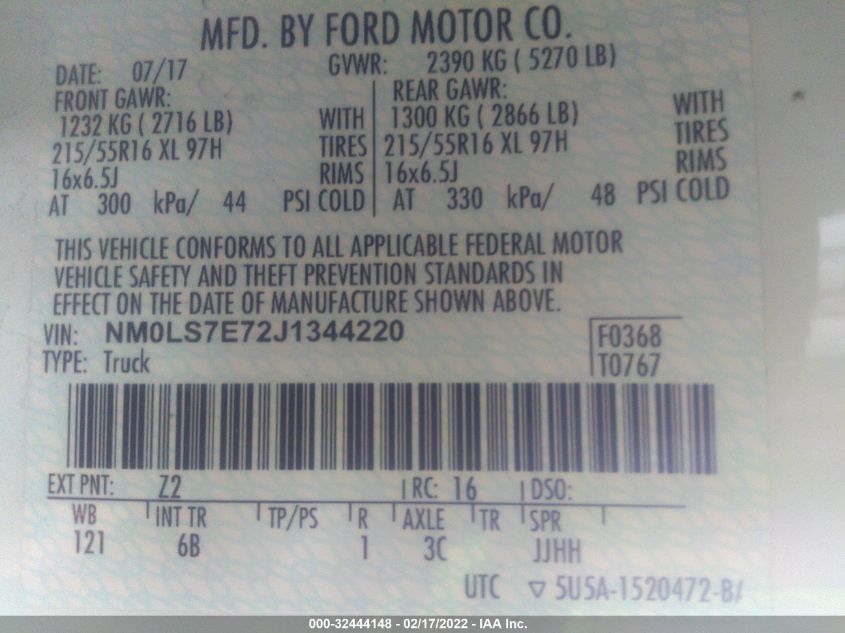 MFD. BY FORD MOTOR CO.
DATE: 07/17 GVWR: 2390 KG ( 5270 LB)
FRONT GAWR: REAR GAWR:
1232 KG ( 2716 LB) WITH 1300 KG ( 2866 LB) WITH
215/55R16 XL 97H TIRES 215/55R16 XL 97H TIRES
16x6.5J RIMS 16x6.5J RIMS
AT 300 kPa/ 44 PSI COLD AT 330 kPa/ 48 PSI COLD
THIS VEHICLE CONFORMS TO ALL APPLICABLE FEDERAL MOTOR
VEHICLE SAFETY AND THEFT PREVENTION STANDARDS IN
EFFECT ON THE DATE OF MANUFACTURE SHOWN ABOVE.
VIN: NM0LS7E72J1344220 F0368
TYPE: Truck T0767
EXT PNT: Z2 RC: 16 DSO:
WB INT TR TP/PS R AXLE TR SPR
121 6B 1 3C JJHH
UTC ▽ 5U5A-1520472-B
000-32444148 - 02/17/2022 - IAA Inc.